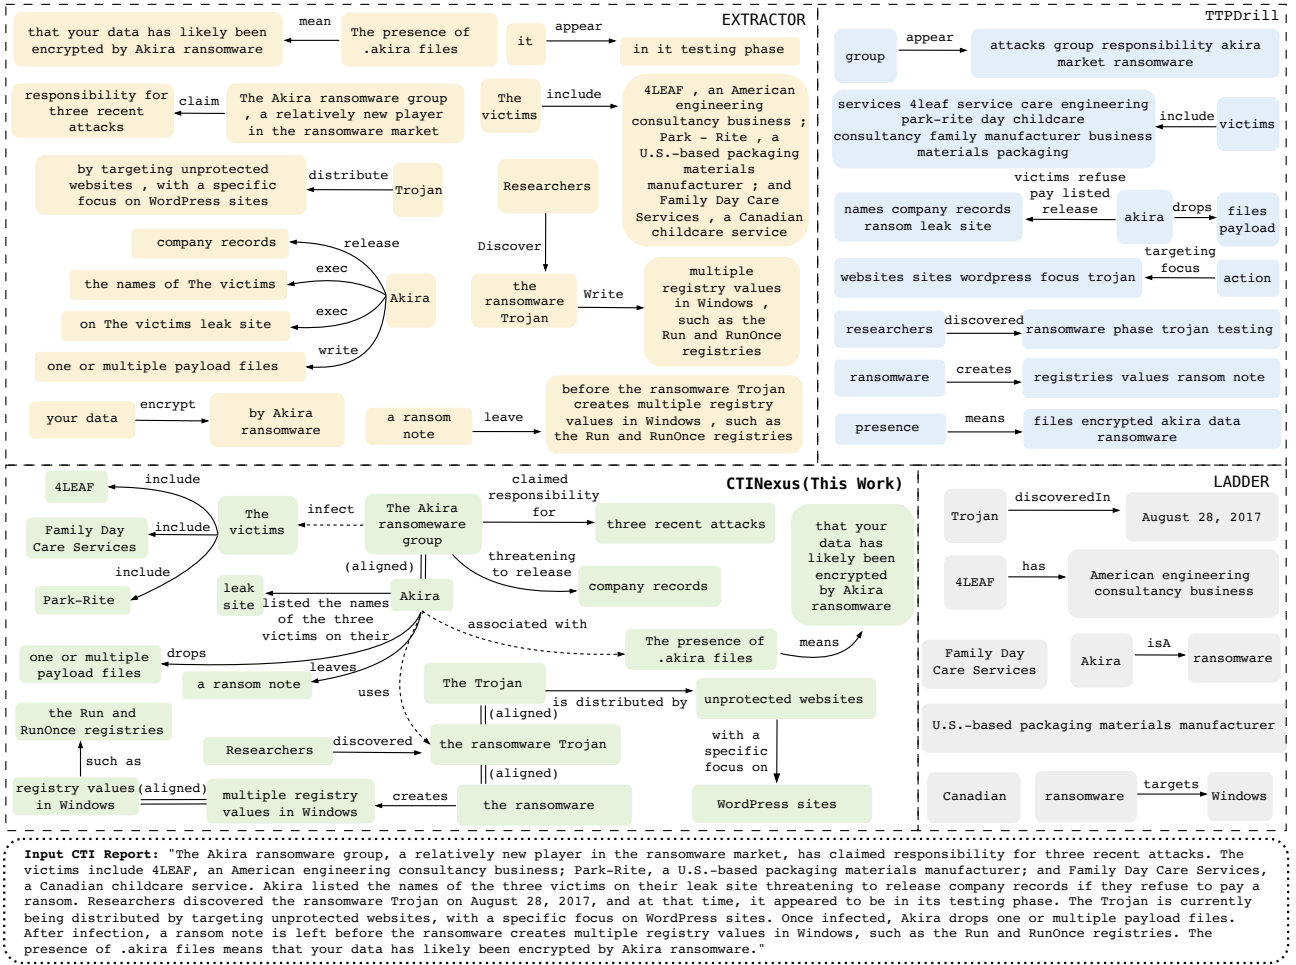 EXTRACTOR
that your data has likely been
encrypted by Akira ransomware
mean
The presence of
.akira files
it
appear
in it testing phase
responsibility for
three recent
attacks
claim
The Akira ransomware group
, a relatively new player
in the ransomware market
The
victims
include
4LEAF , an American
engineering
consultancy business ;
Park - Rite , a
U.S.-based packaging
materials
manufacturer ; and
Family Day Care
Services , a Canadian
childcare service
by targeting unprotected
websites , with a specific
focus on WordPress sites
distribute
Trojan
Researchers
Discover
the
ransomware
Trojan
Write
multiple
registry values
in Windows ,
such as the
Run and RunOnce
registries
company records
release
the names of The victims
exec
Akira
on The victims leak site
exec
one or multiple payload files
write
your data
encrypt
by Akira
ransomware
a ransom
note
leave
before the ransomware Trojan
creates multiple registry
values in Windows , such as
the Run and RunOnce registries
TTPDrill
group
appear
attacks group responsibility akira
market ransomware
services 4leaf service care engineering
park-rite day childcare
consultancy family manufacturer business
materials packaging
include
victims
names company records
ransom leak site
victims refuse
pay listed
release
akira
drops
files
payload
websites sites wordpress focus trojan
targeting
focus
action
researchers
discovered
ransomware phase trojan testing
ransomware
creates
registries values ransom note
presence
means
files encrypted akira data
ransomware
CTINexus(This Work)
4LEAF
include
Family Day
Care Services
include
Park-Rite
include
The
victims
infect
The Akira
ransomeware
group
claimed
responsibility
for
three recent attacks
threatening
to release
company records
(aligned)
Akira
leak
site
listed the names
of the three
victims on their
associated with
The presence of
.akira files
means
that your
data has
likely been
encrypted
by Akira
ransomware
one or multiple
payload files
drops
a ransom note
leaves
uses
The Trojan
is distributed by
unprotected websites
(aligned)
the Run and
RunOnce registries
Researchers
discovered
the ransomware Trojan
with a
specific
focus on
such as
(aligned)
registry values
in Windows
(aligned)
multiple registry
values in Windows
creates
the ransomware
WordPress sites
LADDER
Trojan
discoveredIn
August 28, 2017
4LEAF
has
American engineering
consultancy business
Family Day
Care Services
Akira
isA
ransomware
U.S.-based packaging materials manufacturer
Canadian
ransomware
targets
Windows
Input CTI Report: "The Akira ransomware group, a relatively new player in the ransomware market, has claimed responsibility for three recent attacks. The
victims include 4LEAF, an American engineering consultancy business; Park-Rite, a U.S.-based packaging materials manufacturer; and Family Day Care Services,
a Canadian childcare service. Akira listed the names of the three victims on their leak site threatening to release company records if they refuse to pay a
ransom. Researchers discovered the ransomware Trojan on August 28, 2017, and at that time, it appeared to be in its testing phase. The Trojan is currently
being distributed by targeting unprotected websites, with a specific focus on WordPress sites. Once infected, Akira drops one or multiple payload files.
After infection, a ransom note is left before the ransomware creates multiple registry values in Windows, such as the Run and RunOnce registries. The
presence of .akira files means that your data has likely been encrypted by Akira ransomware."